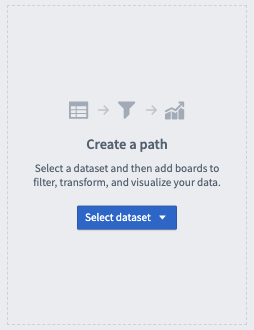 Create a path
Select a dataset and then add boards to
filter, transform, and visualize your data.
Select dataset